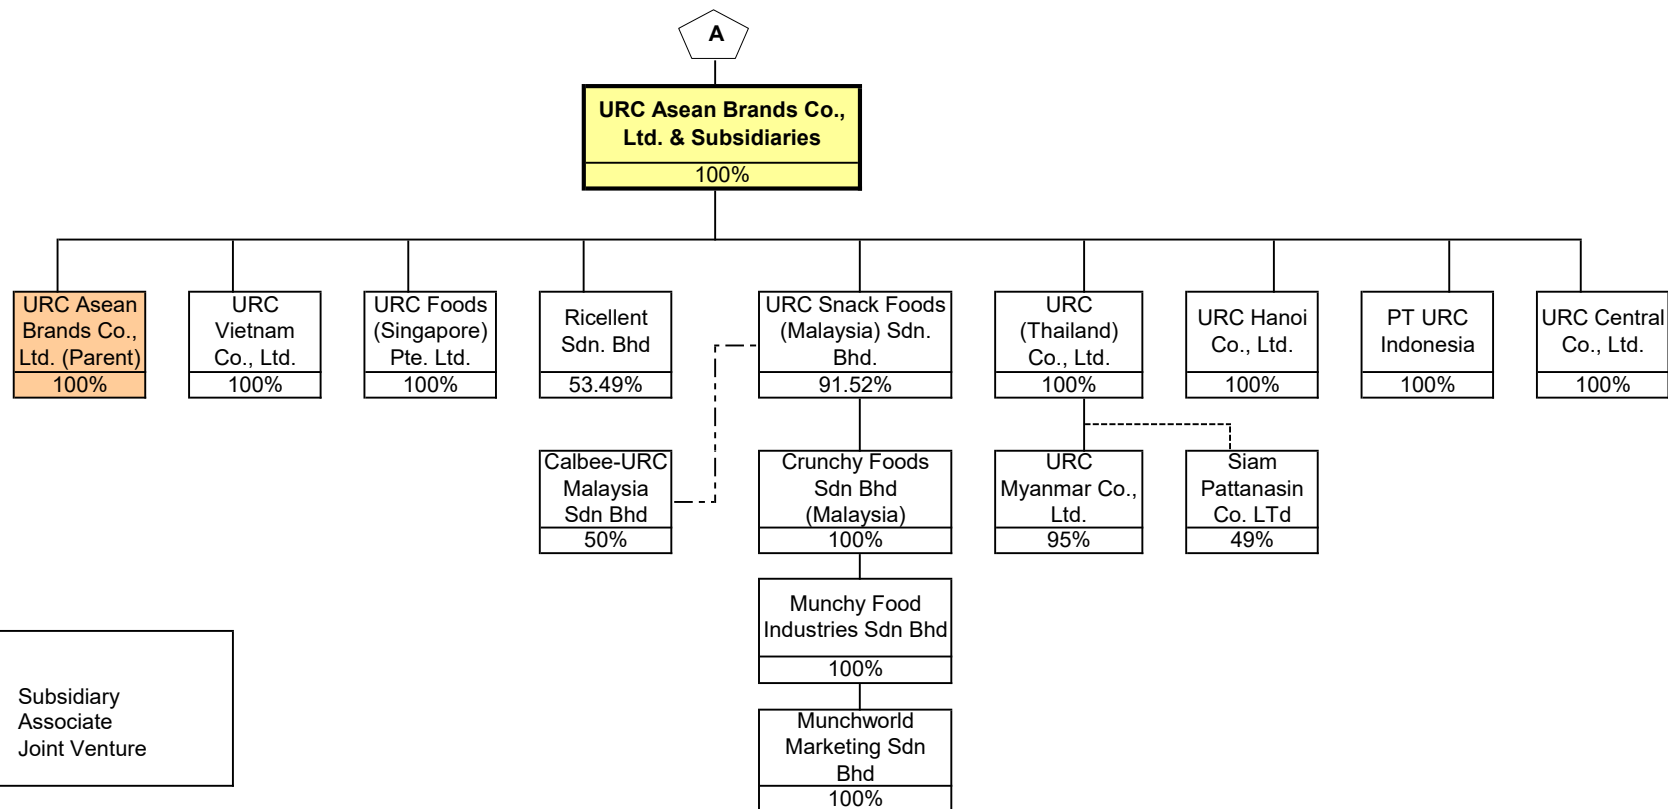 A
URC Asean Brands Co.,
Ltd. & Subsidiaries
100%
URC Asean
Brands Co.,
Ltd. (Parent)
100%
URC
Vietnam
Co., Ltd.
100%
URC Foods
(Singapore)
Pte. Ltd.
100%
Ricellent
Sdn. Bhd
53.49%
URC Snack Foods
(Malaysia) Sdn.
Bhd.
91.52%
URC
(Thailand)
Co., Ltd.
100%
URC Hanoi
Co., Ltd.
100%
PT URC
Indonesia
100%
URC Central
Co., Ltd.
100%
Calbee-URC
Malaysia
Sdn Bhd
50%
Crunchy Foods
Sdn Bhd
(Malaysia)
100%
URC
Myanmar Co.,
Ltd.
95%
Siam
Pattanasin
Co. LTd
49%
Munchy Food
Industries Sdn Bhd
100%
Munchworld
Marketing Sdn
Bhd
100%
Subsidiary
Associate
Joint Venture